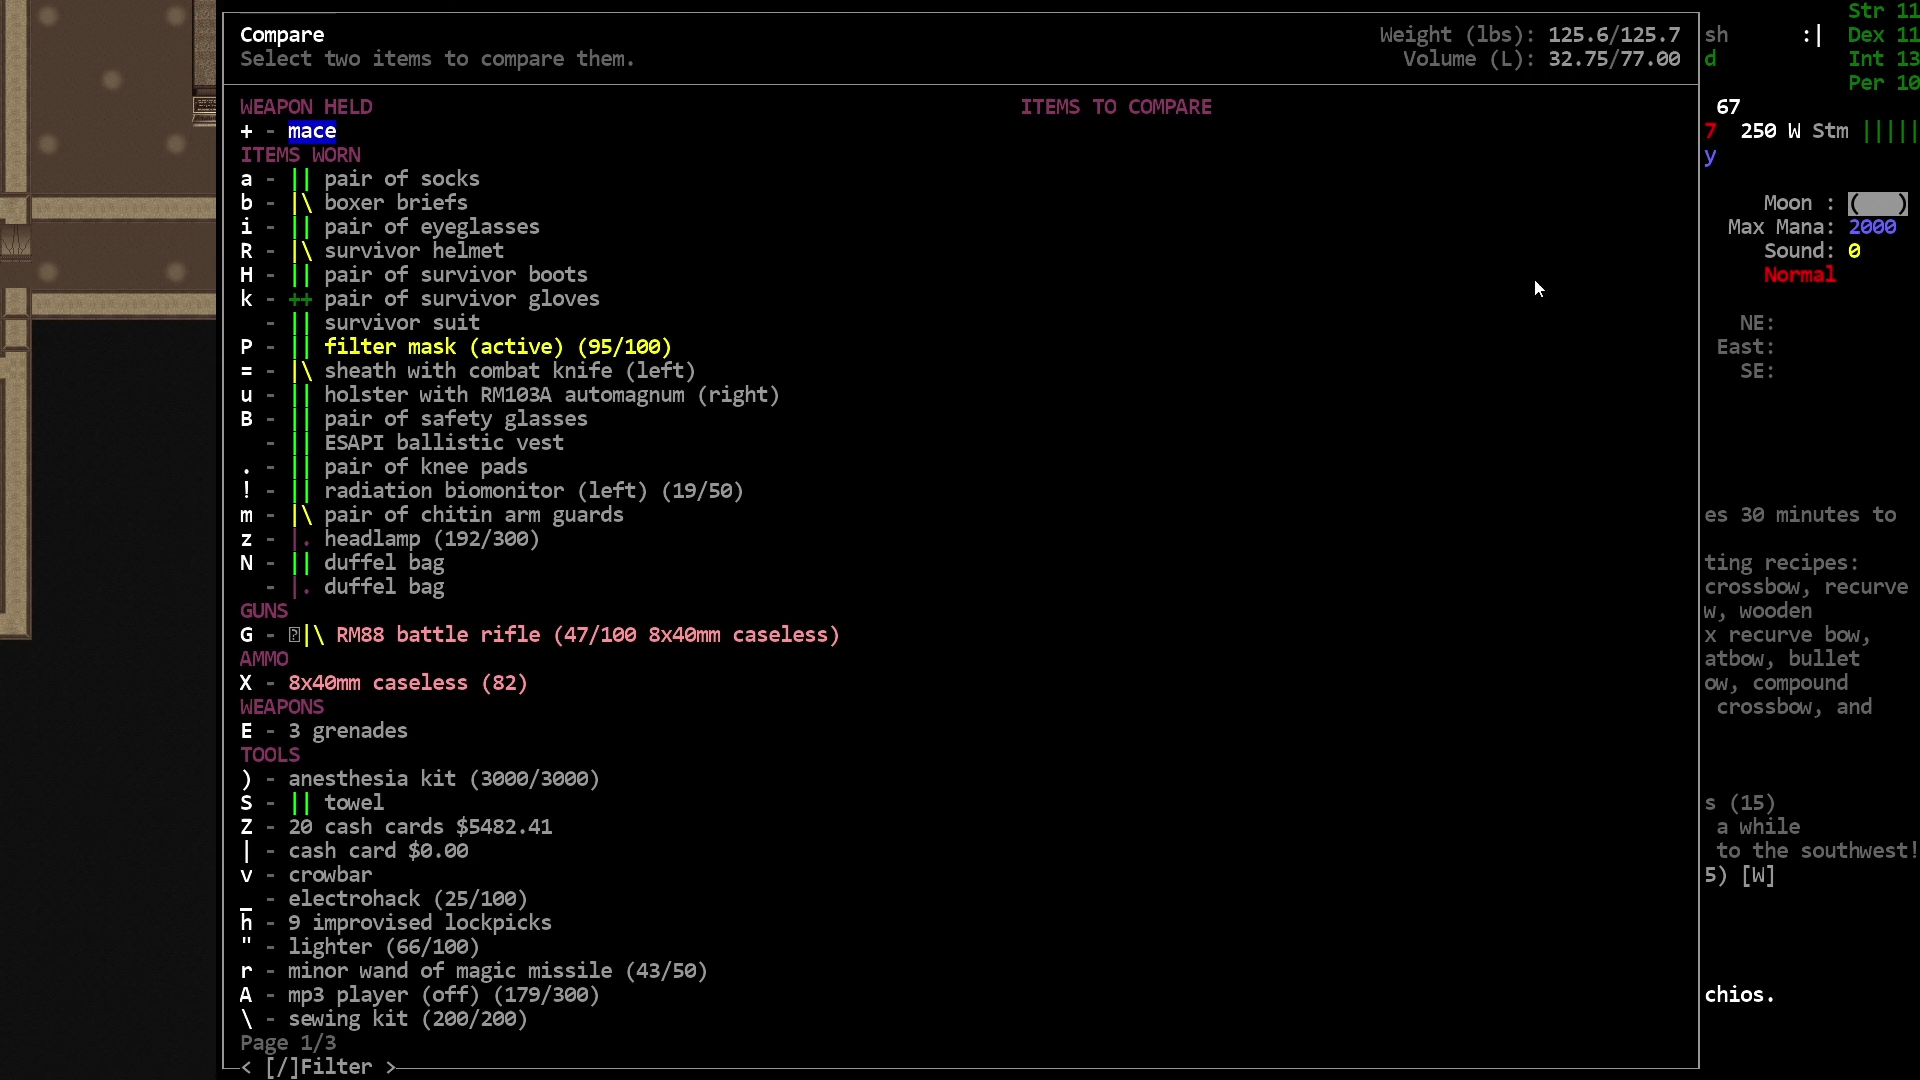 Compare
Select two items to compare them.
Weight (lbs): 125.6/125.7
Volume (L): 32.75/77.00
WEAPON HELD
+ - mace
ITEMS WORN
a - || pair of socks
b - |\ boxer briefs
i - || pair of eyeglasses
R - |\ survivor helmet
H - || pair of survivor boots
k - ++ pair of survivor gloves
- || survivor suit
P - || filter mask (active) (95/100)
= - |\ sheath with combat knife (left)
u - || holster with RM103A automagnum (right)
B - || pair of safety glasses
- || ESAPI ballistic vest
. - || pair of knee pads
! - || radiation biomonitor (left) (19/50)
m - |\ pair of chitin arm guards
z - |. headlamp (192/300)
N - || duffel bag
- |. duffel bag
GUNS
G - |\ RM88 battle rifle (47/100 8x40mm caseless)
AMMO
X - 8x40mm caseless (82)
WEAPONS
E - 3 grenades
TOOLS
) - anesthesia kit (3000/3000)
S - || towel
Z - 20 cash cards $5482.41
| - cash card $0.00
v - crowbar
_ - electrohack (25/100)
h - 9 improvised lockpicks
" - lighter (66/100)
r - minor wand of magic missile (43/50)
A - mp3 player (off) (179/300)
\ - sewing kit (200/200)
Page 1/3
< [/]Filter >
ITEMS TO COMPARE
Str 11
sh :| Dex 11
d Int 13
Per 10
67
7 250 W Stm |||||
y
Moon : ( )
Max Mana: 2000
Sound: 0
Normal
NE:
East:
SE:
es 30 minutes to
ting recipes:
crossbow, recurve
w, wooden
x recurve bow,
atbow, bullet
ow, compound
crossbow, and
s (15)
a while
to the southwest!
5) [W]
chios.